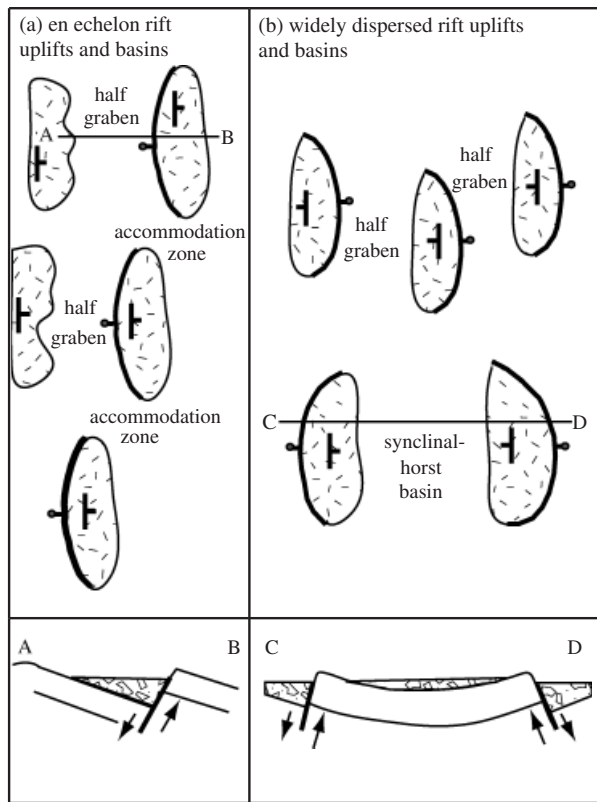 (a) en echelon rift
uplifts and basins
half
graben
A
B
accommodation
zone
half
graben
accommodation
zone
(b) widely dispersed rift uplifts
and basins
half
graben
half
graben
C
D
synclinal-
horst
basin
A
B
C
D